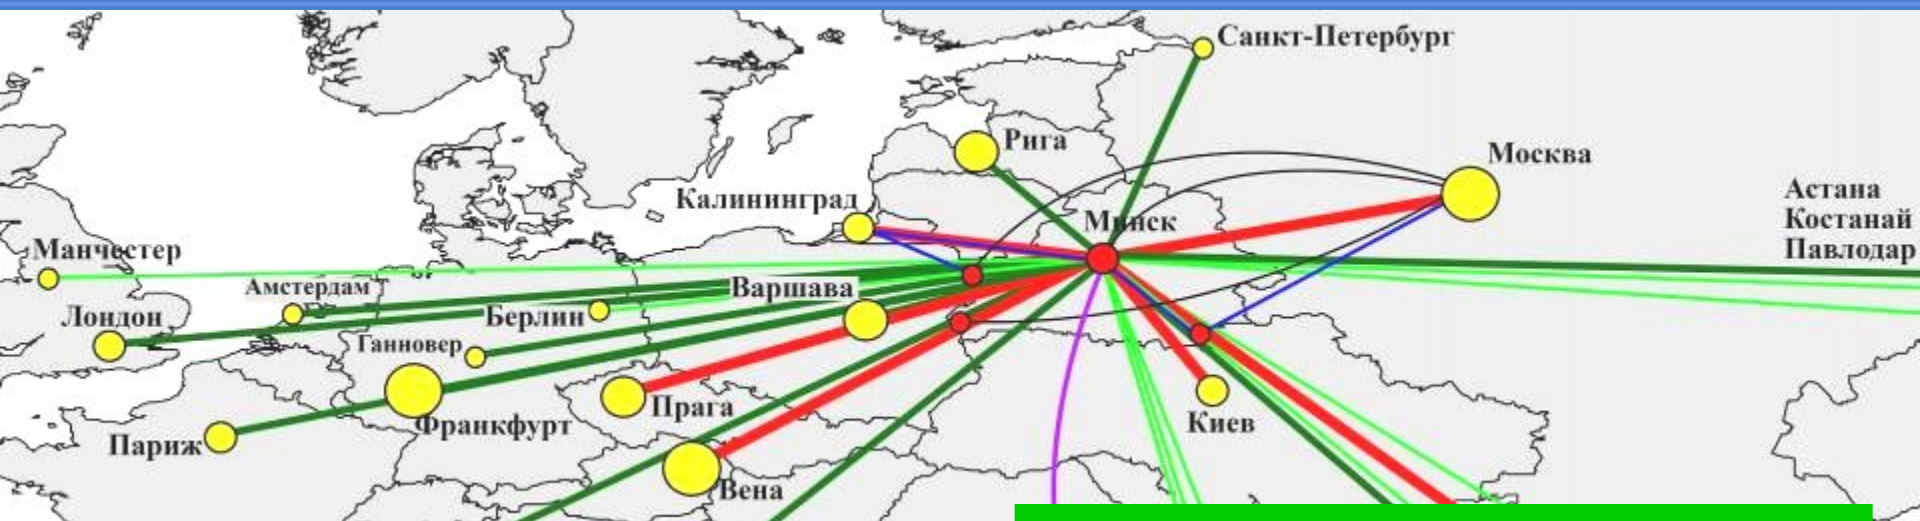 Санкт-Петербург
Рига
Москва
Калининград
Минск
Астана
Костанай
Павлодар
Манчестер
Амстердам
Варшава
Лондон
Берлин
Ганновер
Прага
Киев
Франкфурт
Париж
Вена